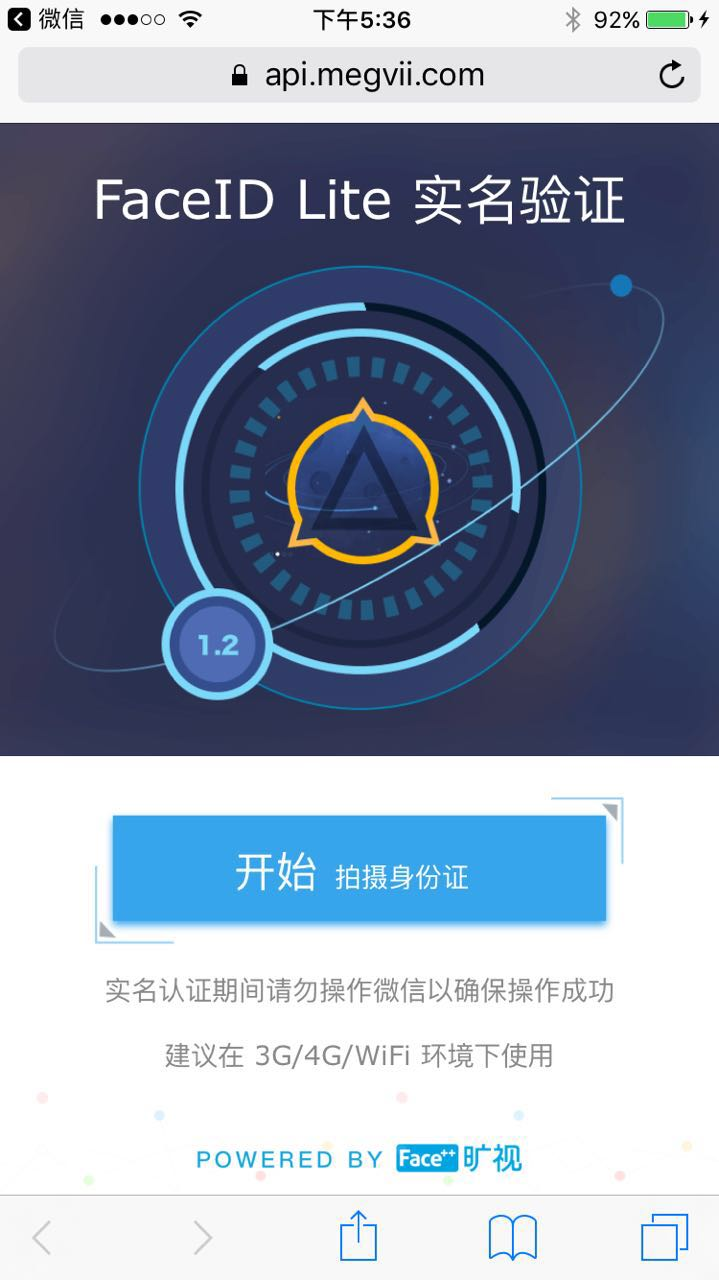 微信 下午5:36 92%
api.megvii.com
FaceID Lite 实名验证
1.2
开始 拍摄身份证
实名认证期间请勿操作微信以确保操作成功
建议在 3G/4G/WiFi 环境下使用
POWERED BY Face++ 旷视